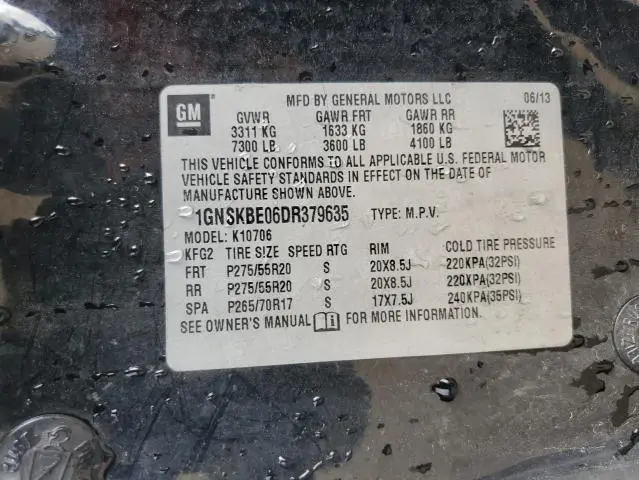 GM
MFD BY GENERAL MOTORS LLC 06/13
GVWR GAWR FRT GAWR RR
3311 KG 1633 KG 1860 KG
7300 LB 3600 LB 4100 LB
THIS VEHICLE CONFORMS TO ALL APPLICABLE U.S. FEDERAL MOTOR
VEHICLE SAFETY STANDARDS IN EFFECT ON THE DATE OF
MANUFACTURE SHOWN ABOVE.
1GNSKBE06DR379635 TYPE: M.P.V.
MODEL: K10706
KFG2 TIRE SIZE SPEED RTG RIM COLD TIRE PRESSURE
FRT P275/55R20 S 20X8.5J 220KPA(32PSI)
RR P275/55R20 S 20X8.5J 220KPA(32PSI)
SPA P265/70R17 S 17X7.5J 240KPA(35PSI)
SEE OWNER'S MANUAL FOR MORE INFORMATION.